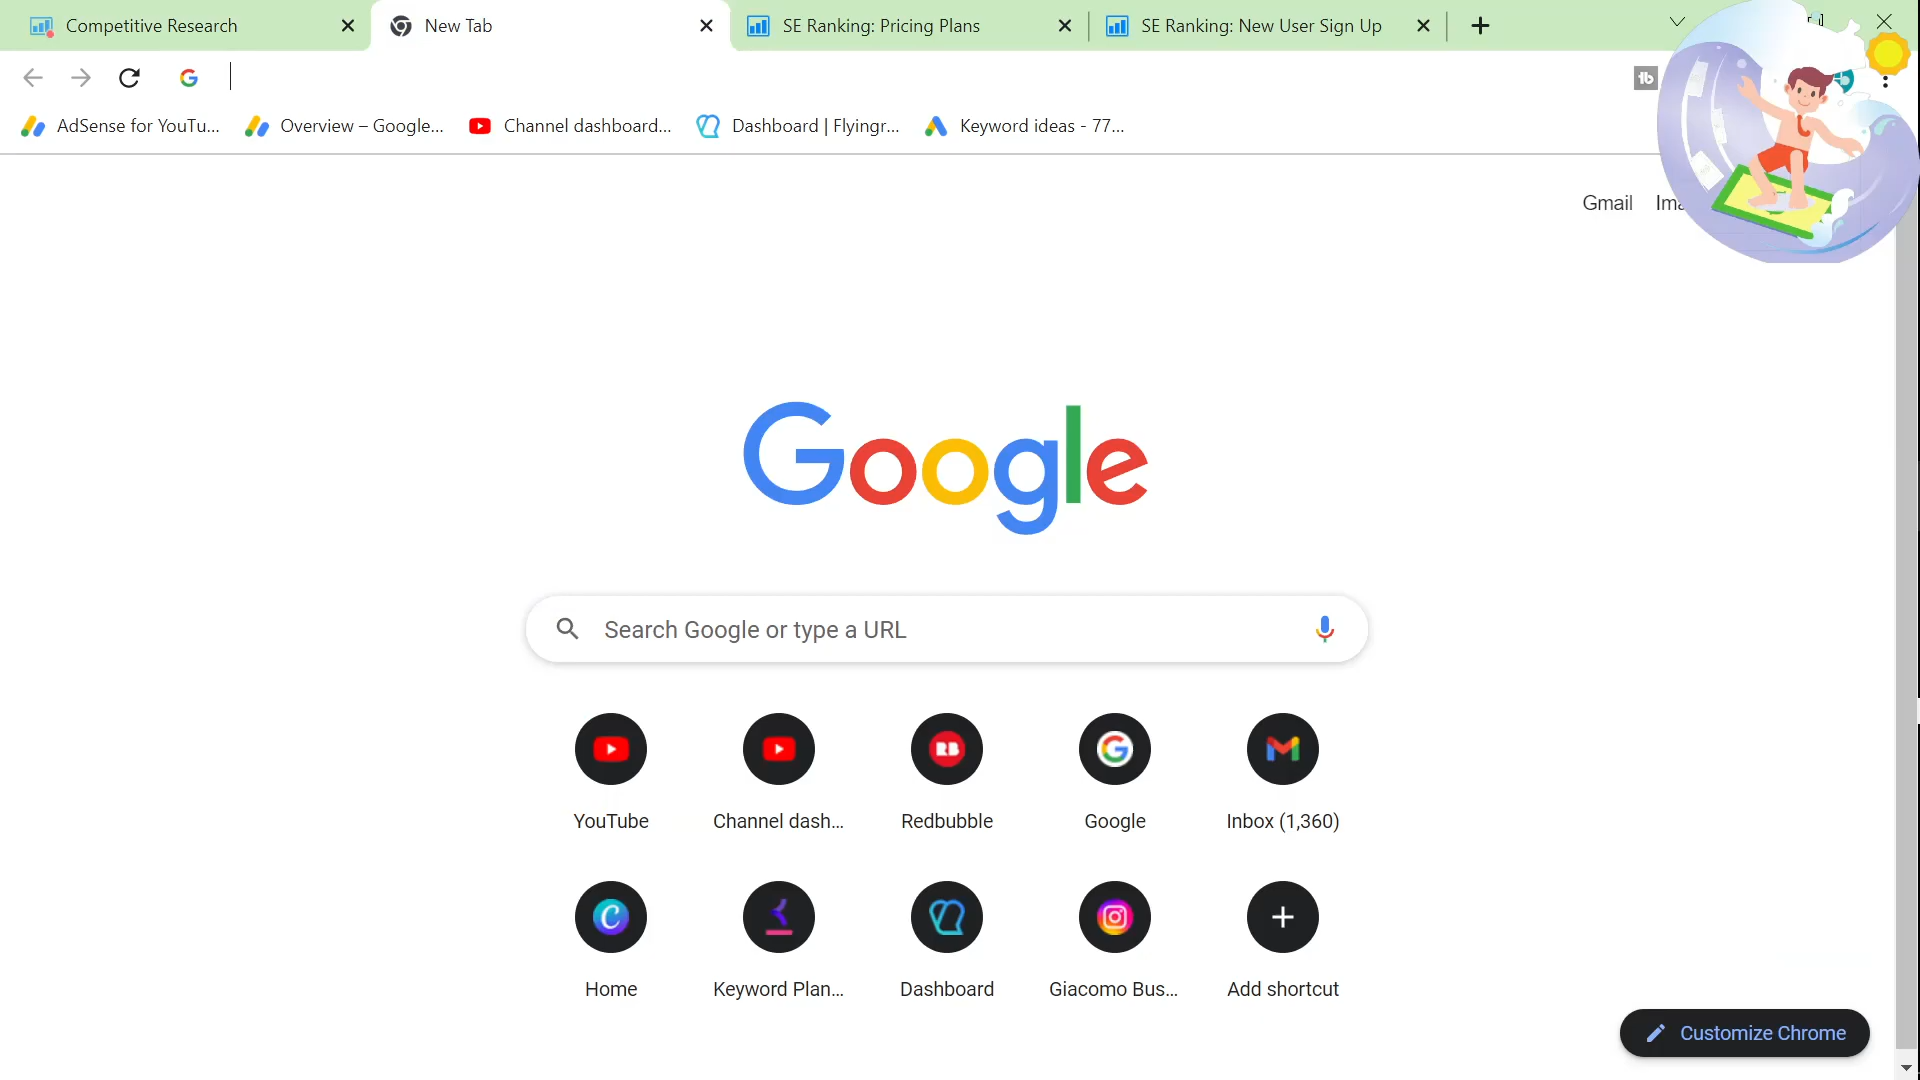 Competitive Research
New Tab
SE Ranking: Pricing Plans
SE Ranking: New User Sign Up
AdSense for YouTu...
Overview – Google...
Channel dashboard...
Dashboard | Flyingr...
Keyword ideas - 77...
Gmail
Google
Search Google or type a URL
YouTube
Channel dash...
RB
Redbubble
Google
Inbox (1,360)
Home
Keyword Plan...
Dashboard
Giacomo Bus...
Add shortcut
Customize Chrome